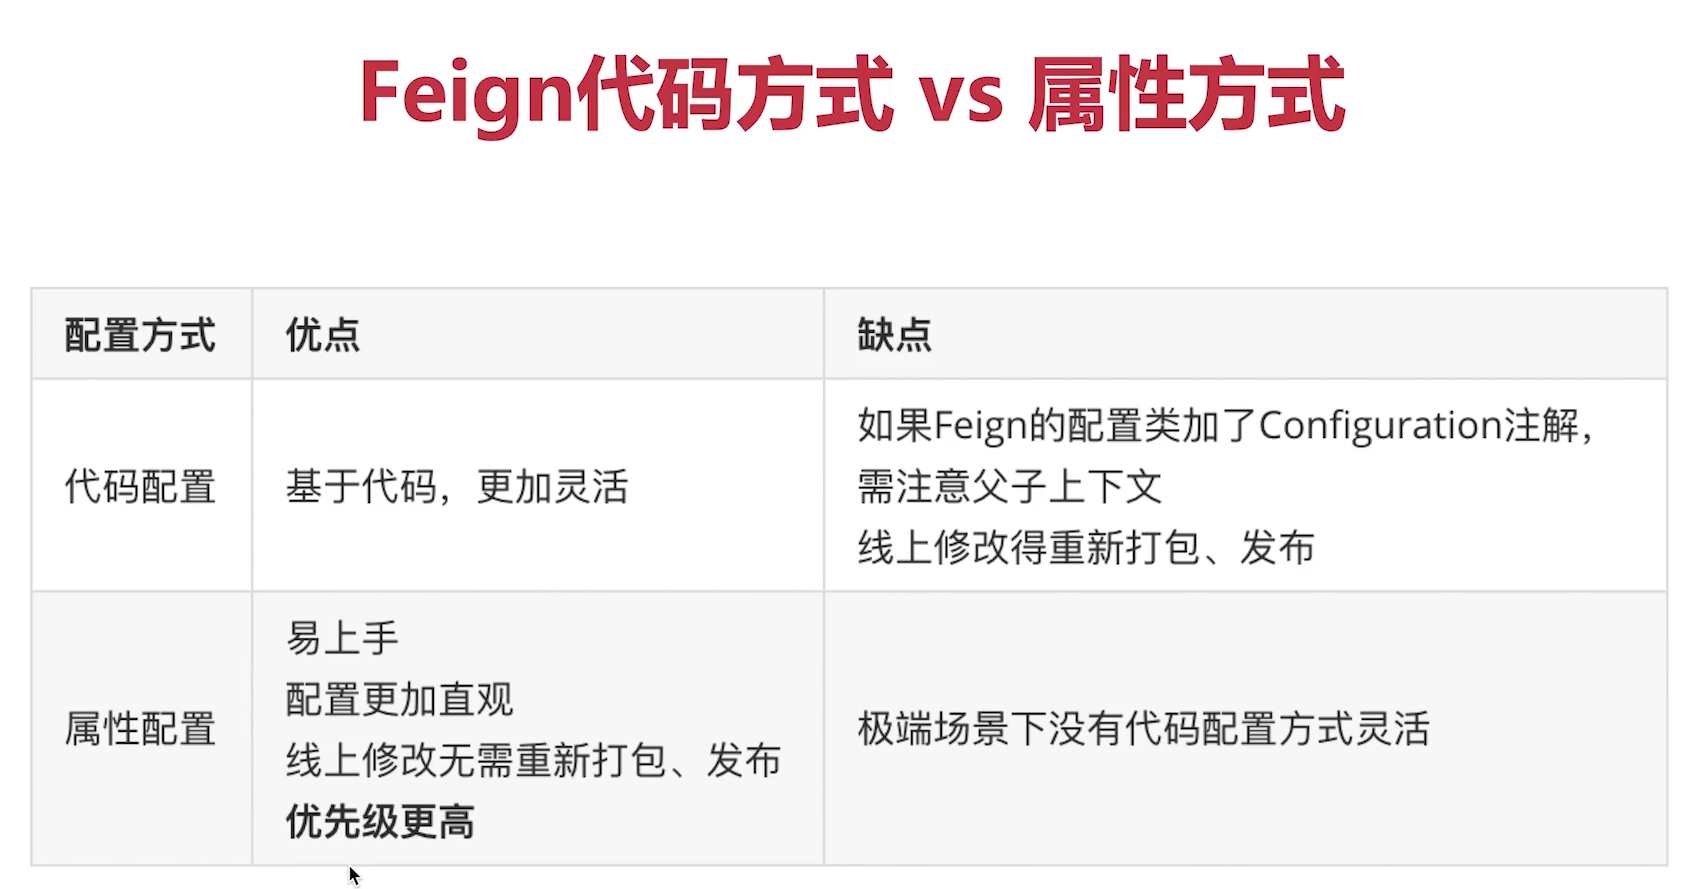 Feign代码方式 vs 属性方式
配置方式 优点 缺点
代码配置 基于代码，更加灵活 如果Feign的配置类加了Configuration注解，
需注意父子上下文
线上修改得重新打包、发布
属性配置 易上手
配置更加直观
线上修改无需重新打包、发布
优先级更高
极端场景下没有代码配置方式灵活